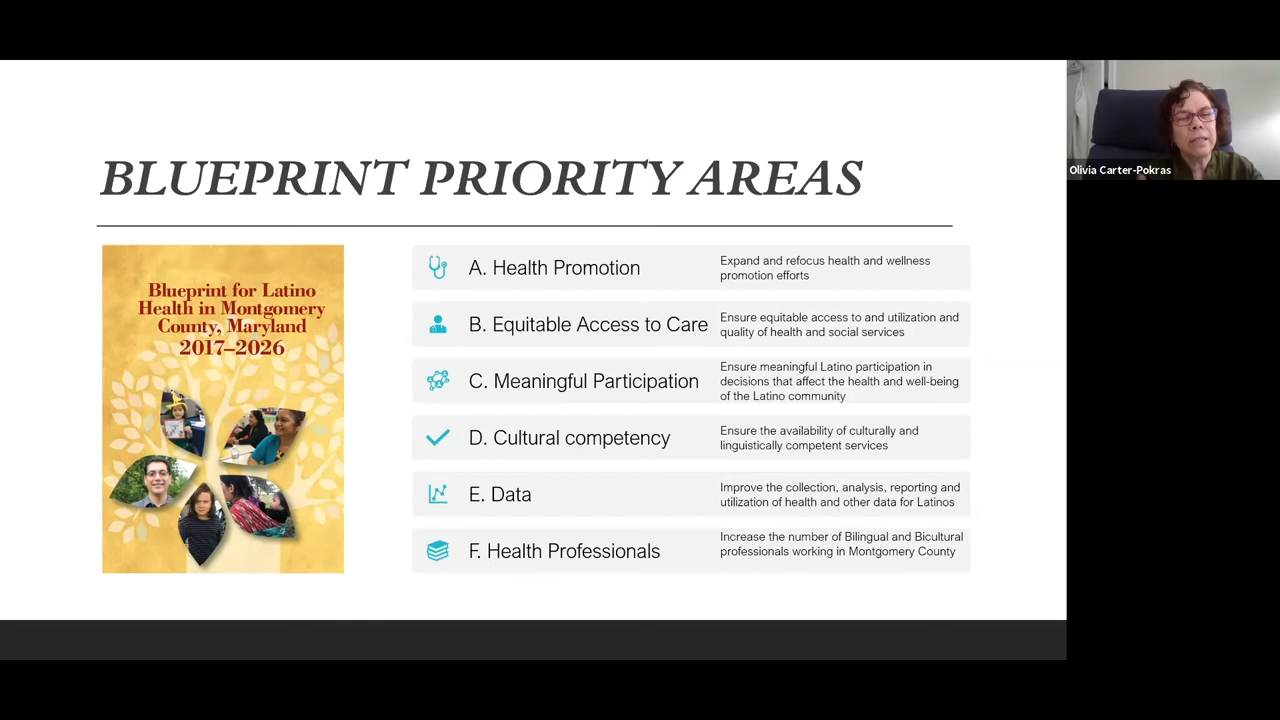 BLUEPRINT PRIORITY AREAS
Blueprint for Latino
Health in Montgomery
County, Maryland
2017–2026
A. Health Promotion
Expand and refocus health and wellness
promotion efforts
B. Equitable Access to Care
Ensure equitable access to and utilization and
quality of health and social services
C. Meaningful Participation
Ensure meaningful Latino participation in
decisions that affect the health and well-being
of the Latino community
D. Cultural competency
Ensure the availability of culturally and
linguistically competent services
E. Data
Improve the collection, analysis, reporting and
utilization of health and other data for Latinos
F. Health Professionals
Increase the number of Bilingual and Bicultural
professionals working in Montgomery County
Olivia Carter-Pokras